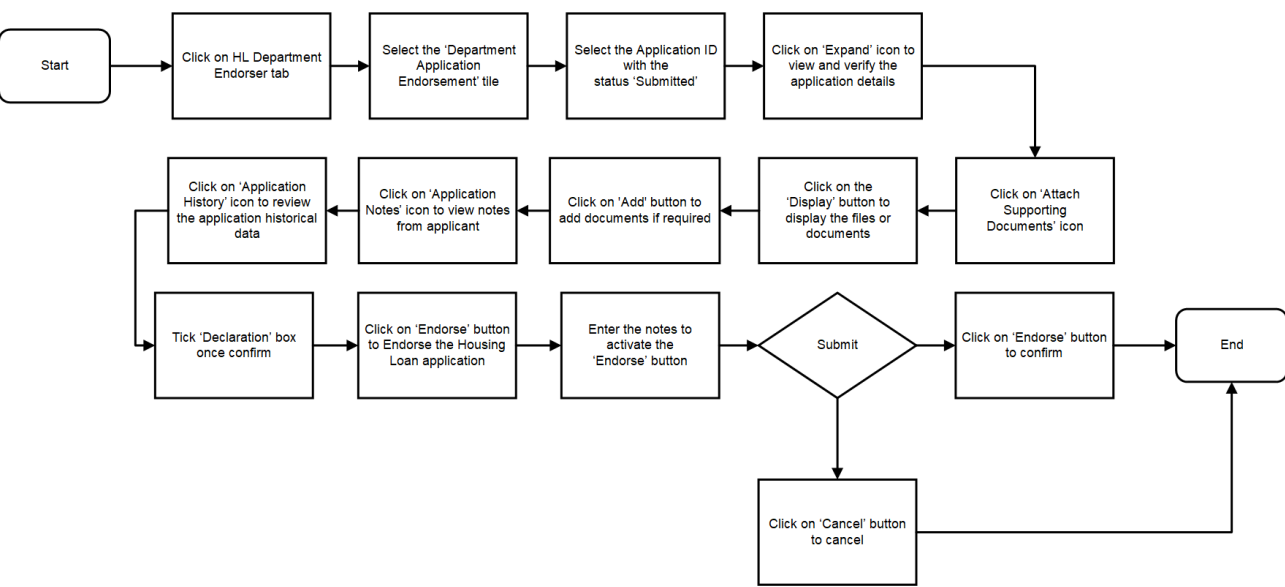 Start
Click on HL Department
Endorser tab
Select the ‘Department
Application
Endorsement’ tile
Select the Application ID
with the
status ‘Submitted’
Click on ‘Expand’ icon to
view and verify the
application details
Click on ‘Attach
Supporting
Documents’ icon
Click on the
‘Display’ button to
display the files or
documents
Click on 'Add' button to
add documents if required
Click on ‘Application
Notes’ icon to view notes
from applicant
Click on ‘Application
History’ icon to review
the application historical
data
Tick ‘Declaration’ box
once confirm
Click on ‘Endorse’ button
to Endorse the Housing
Loan application
Enter the notes to
activate the
‘Endorse’ button
Submit
Click on ‘Endorse’ button
to confirm
End
Click on ‘Cancel’ button
to cancel